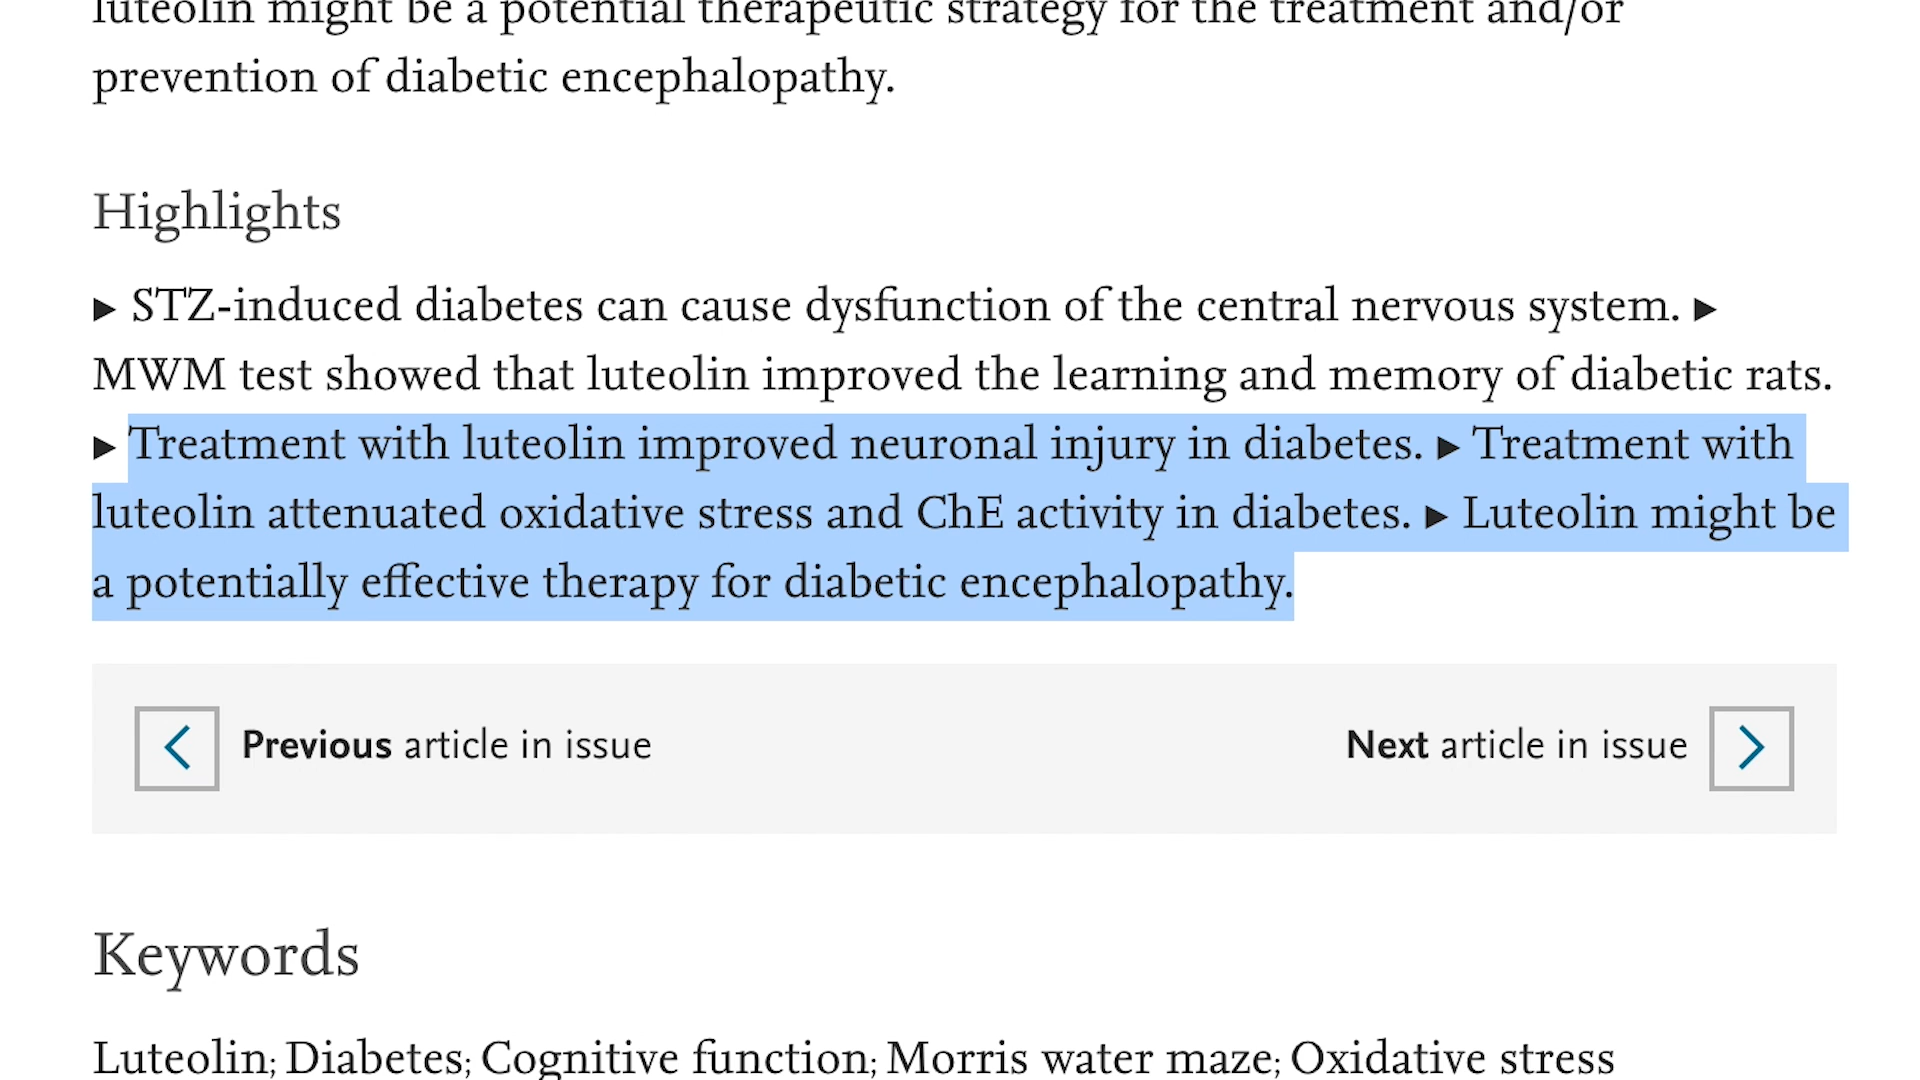 luteolin might be a potential therapeutic strategy for the treatment and/or
prevention of diabetic encephalopathy.
Highlights
▸ STZ-induced diabetes can cause dysfunction of the central nervous system. ▸
MWM test showed that luteolin improved the learning and memory of diabetic rats.
▸ Treatment with luteolin improved neuronal injury in diabetes. ▸ Treatment with
luteolin attenuated oxidative stress and ChE activity in diabetes. ▸ Luteolin might be
a potentially effective therapy for diabetic encephalopathy.
Previous article in issue
Next article in issue
Keywords
Luteolin; Diabetes; Cognitive function; Morris water maze; Oxidative stress